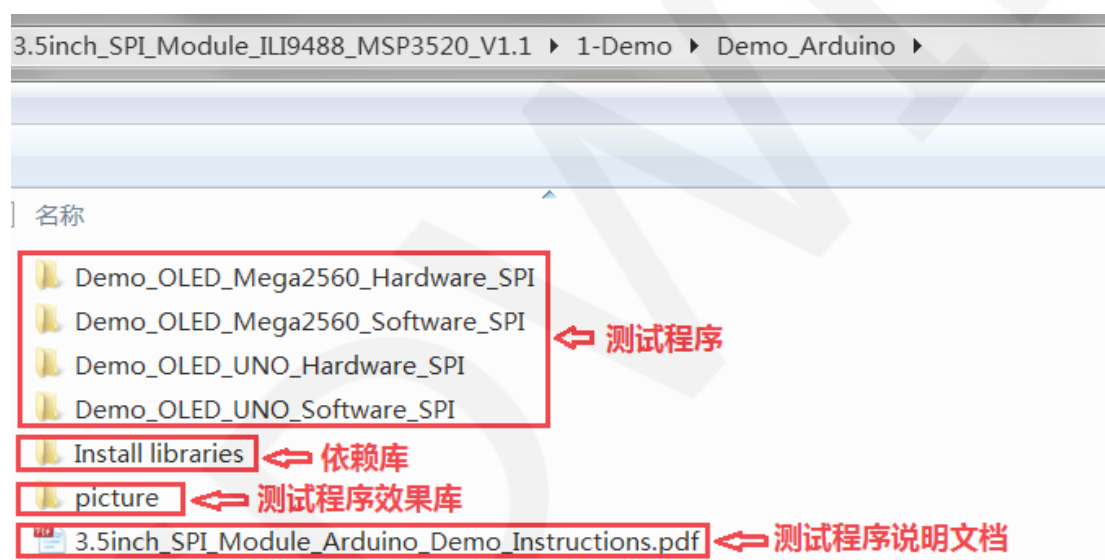 3.5inch_SPI_Module_ILI9488_MSP3520_V1.1 ▸ 1-Demo ▸ Demo_Arduino ▸
名称
Demo_OLED_Mega2560_Hardware_SPI
Demo_OLED_Mega2560_Software_SPI
测试程序
Demo_OLED_UNO_Hardware_SPI
Demo_OLED_UNO_Software_SPI
Install libraries 依赖库
picture 测试程序效果库
3.5inch_SPI_Module_Arduino_Demo_Instructions.pdf 测试程序说明文档